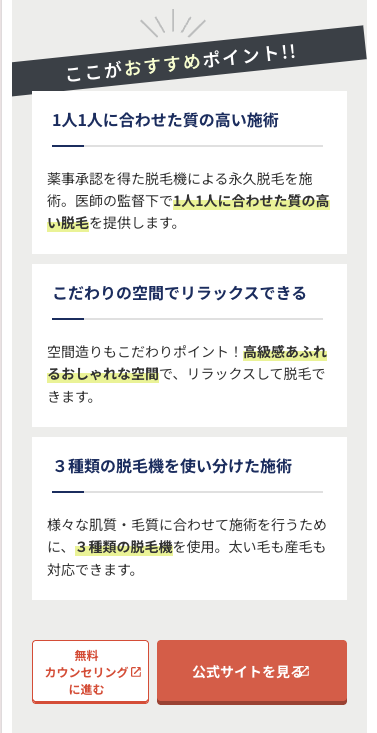 ここがおすすめポイント!!
1人1人に合わせた質の高い施術
薬事承認を得た脱毛機による永久脱毛を施
術。医師の監督下で1人1人に合わせた質の高
い脱毛を提供します。
こだわりの空間でリラックスできる
空間造りもこだわりポイント！高級感あふれ
るおしゃれな空間で、リラックスして脱毛で
きます。
３種類の脱毛機を使い分けた施術
様々な肌質・毛質に合わせて施術を行うため
に、３種類の脱毛機を使用。太い毛も産毛も
対応できます。
無料
カウンセリング
に進む
公式サイトを見る